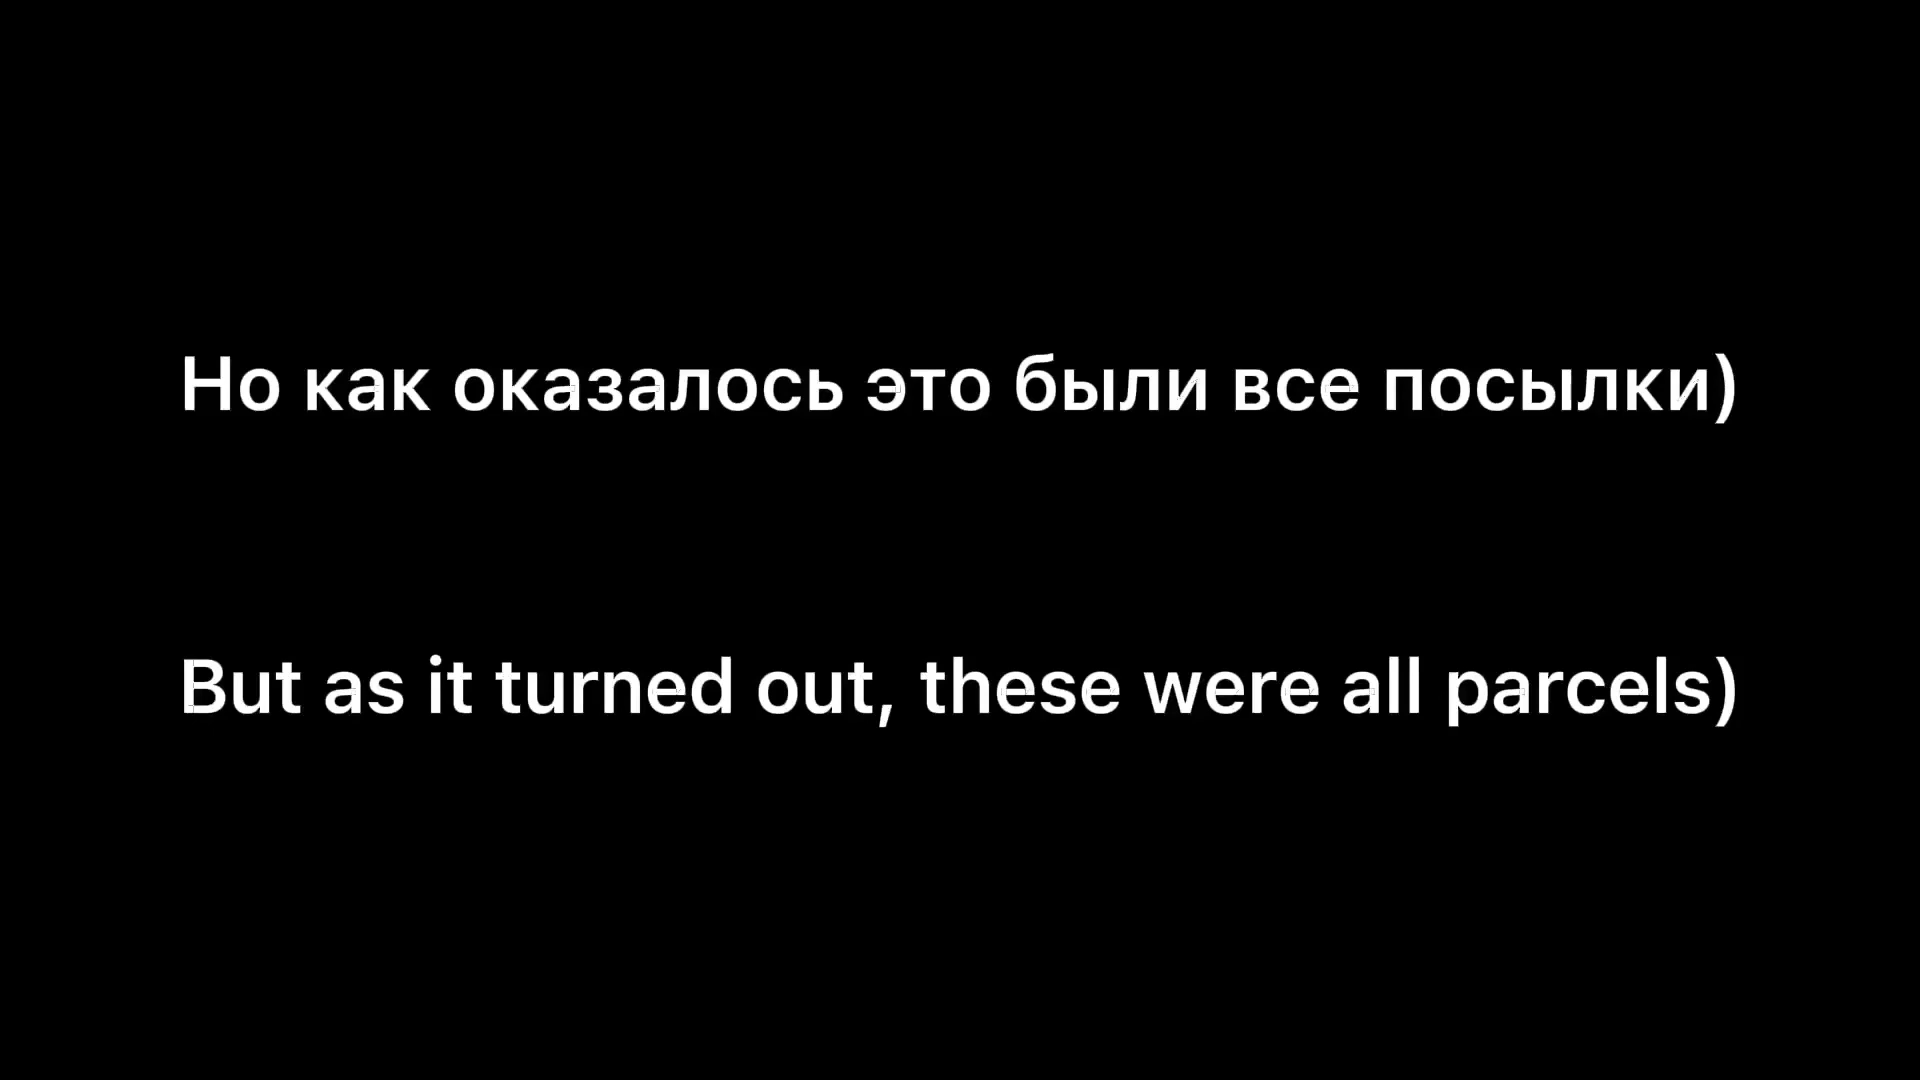 Но как оказалось это были все посылки)
But as it turned out, these were all parcels)